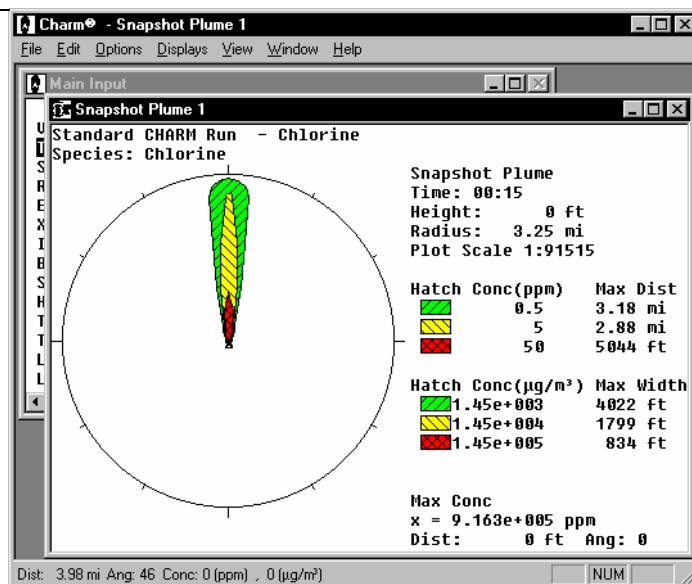 Charm® - Snapshot Plume 1
File Edit Options Displays View Window Help
Main Input
Snapshot Plume 1
Standard CHARM Run - Chlorine
Species: Chlorine
Snapshot Plume
Time: 00:15
Height: 0 ft
Radius: 3.25 mi
Plot Scale 1:91515
Hatch Conc(ppm) Max Dist
0.5 3.18 mi
5 2.88 mi
50 5044 ft
Hatch Conc(µg/m³) Max Width
1.45e+003 4022 ft
1.45e+004 1799 ft
1.45e+005 834 ft
Max Conc
x = 9.163e+005 ppm
Dist: 0 ft Ang: 0
S
R
E
X
I
B
S
H
T
T
L
L
Dist: 3.98 mi Ang: 46 Conc: 0 (ppm) , 0 (µg/m³) NUM